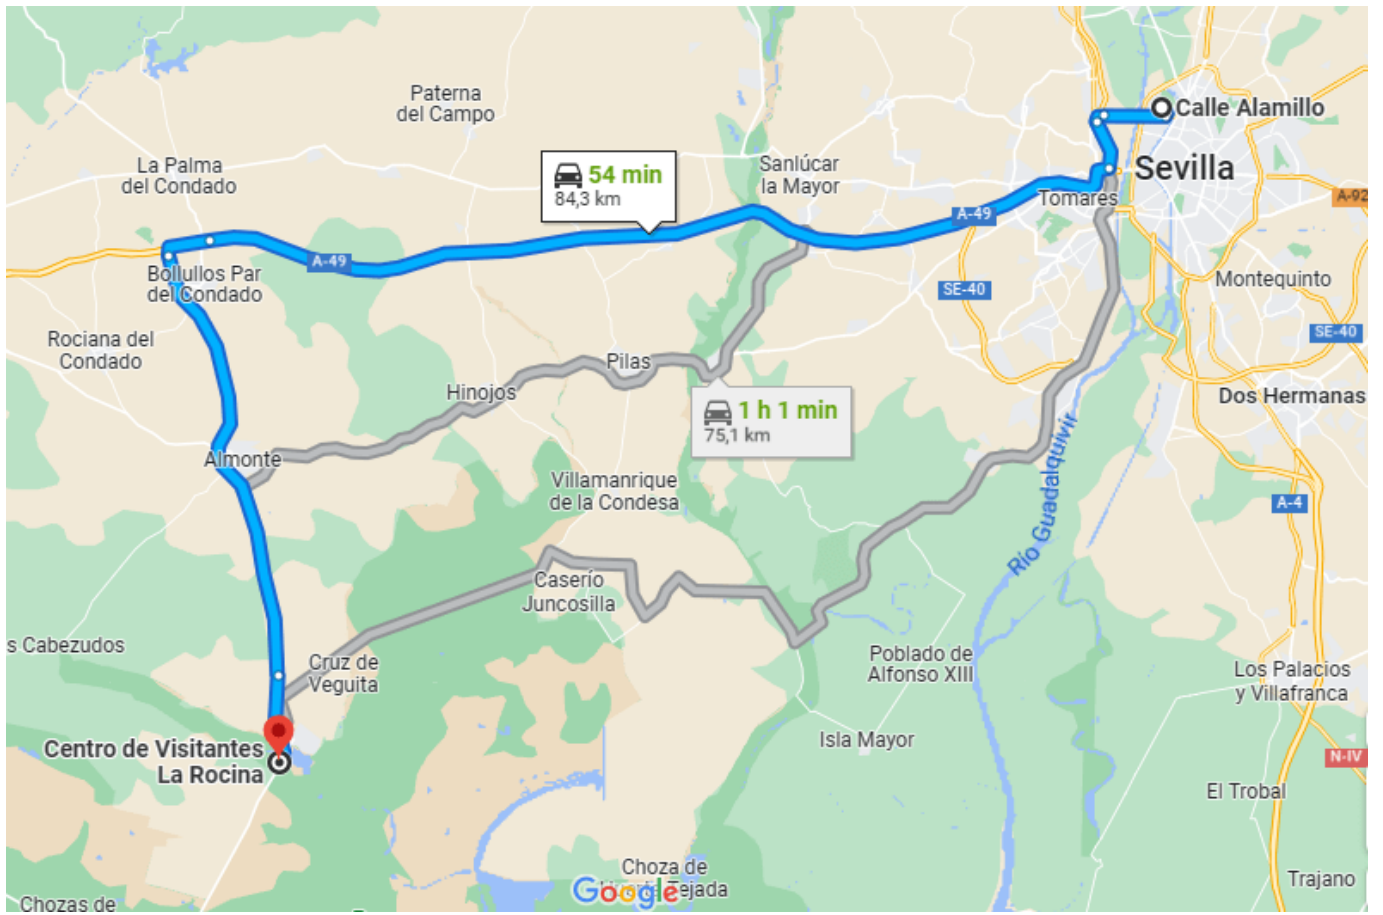 Paterna
del Campo
Calle Alamillo
La Palma
del Condado
54 min
84,3 km
Sanlúcar
la Mayor
Sevilla
Tomares
A-92
A-49
A-49
Bollullos Par
del Condado
SE-40
Montequinto
Rociana del
Condado
SE-40
Pilas
Hinojos
1 h 1 min
75,1 km
Dos Hermanas
Almonte
Villamanrique
de la Condesa
Río Guadalquivir
A-4
Caserío
Juncosilla
s Cabezudos
Cruz de
Veguita
Poblado de
Alfonso XIII
Los Palacios
y Villafranca
Centro de Visitantes
La Rocina
Isla Mayor
N-IV
El Trobal
Choza de
Tejada
Google
Trajano
Chozas de